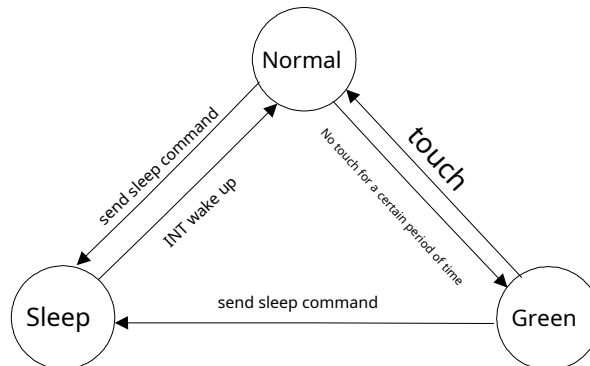 Normal
send sleep command
INT wake up
No touch for a certain period of time
touch
Sleep
send sleep command
Green